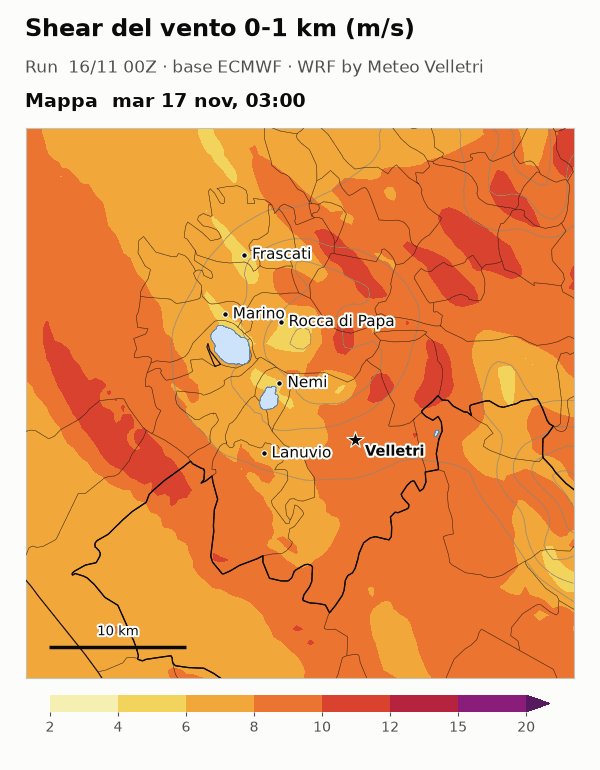 Shear del vento 0-1 km (m/s)
Run  16/11 00Z · base ECMWF · WRF by Meteo Velletri
Mappa  mar 17 nov, 03:00
Frascati
Marino
Rocca di Papa
Nemi
Velletri
Lanuvio
10 km
2 4 6 8 10 12 15 20